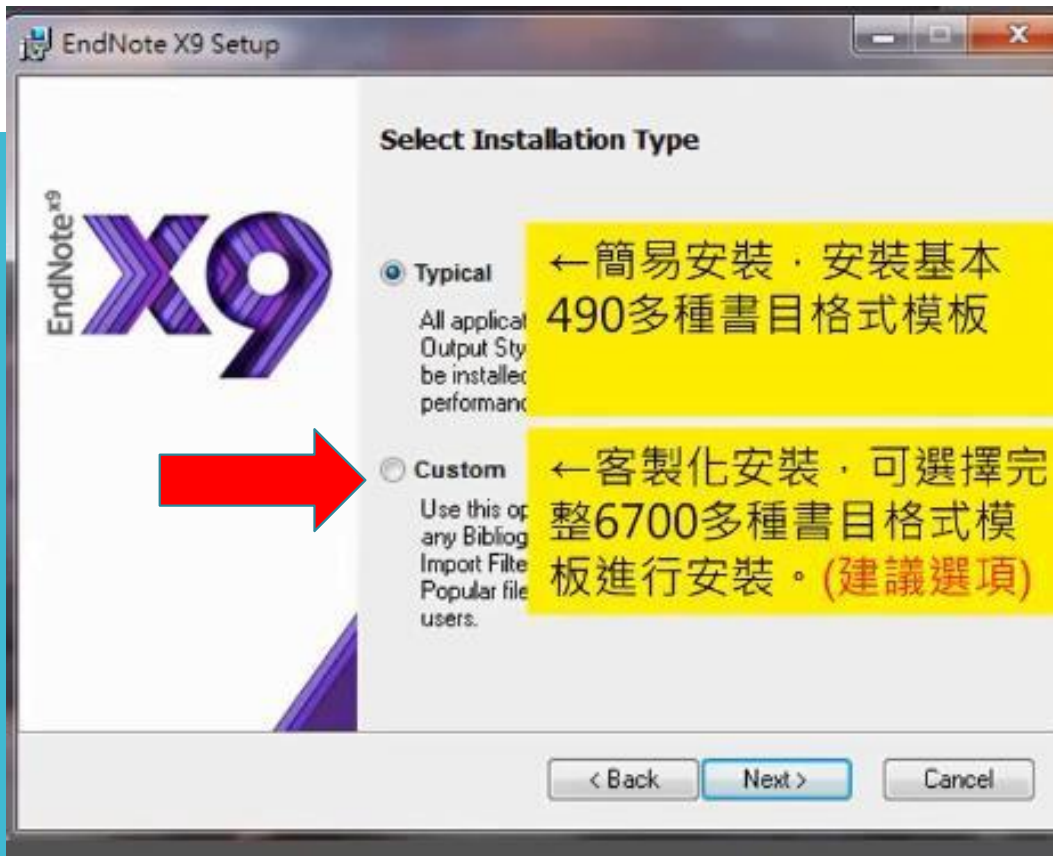 EndNote X9 Setup
EndNote x9
X9
Select Installation Type
Typical
All applicat
Output Sty
be installed
performanc
←簡易安裝，安裝基本
490多種書目格式模板
Custom
Use this op
any Bibliog
Import Filte
Popular file
users.
←客製化安裝，可選擇完
整6700多種書目格式模
板進行安裝。(建議選項)
< Back
Next >
Cancel